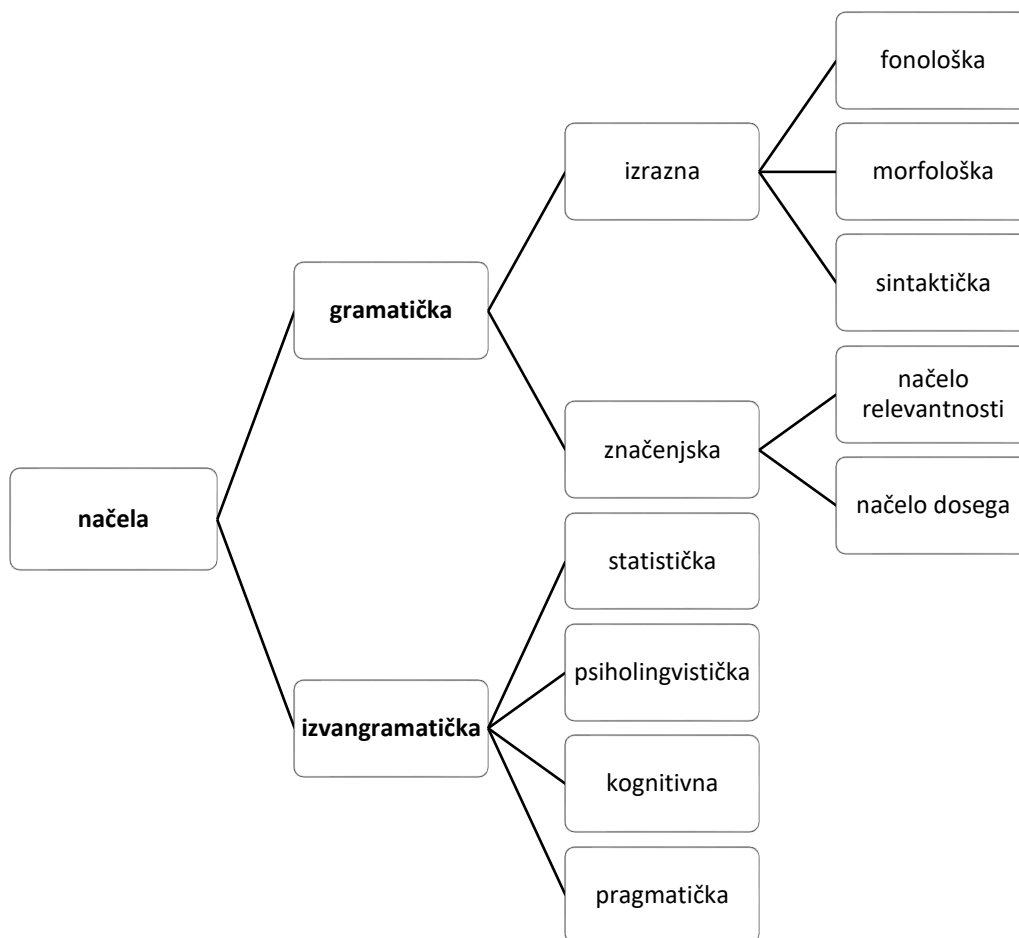 načela
gramatička
izrazna
fonološka
morfološka
sintaktička
značenjska
načelo
relevantnosti
načelo dosega
izvangramatička
statistička
psiholingvistička
kognitivna
pragmatička